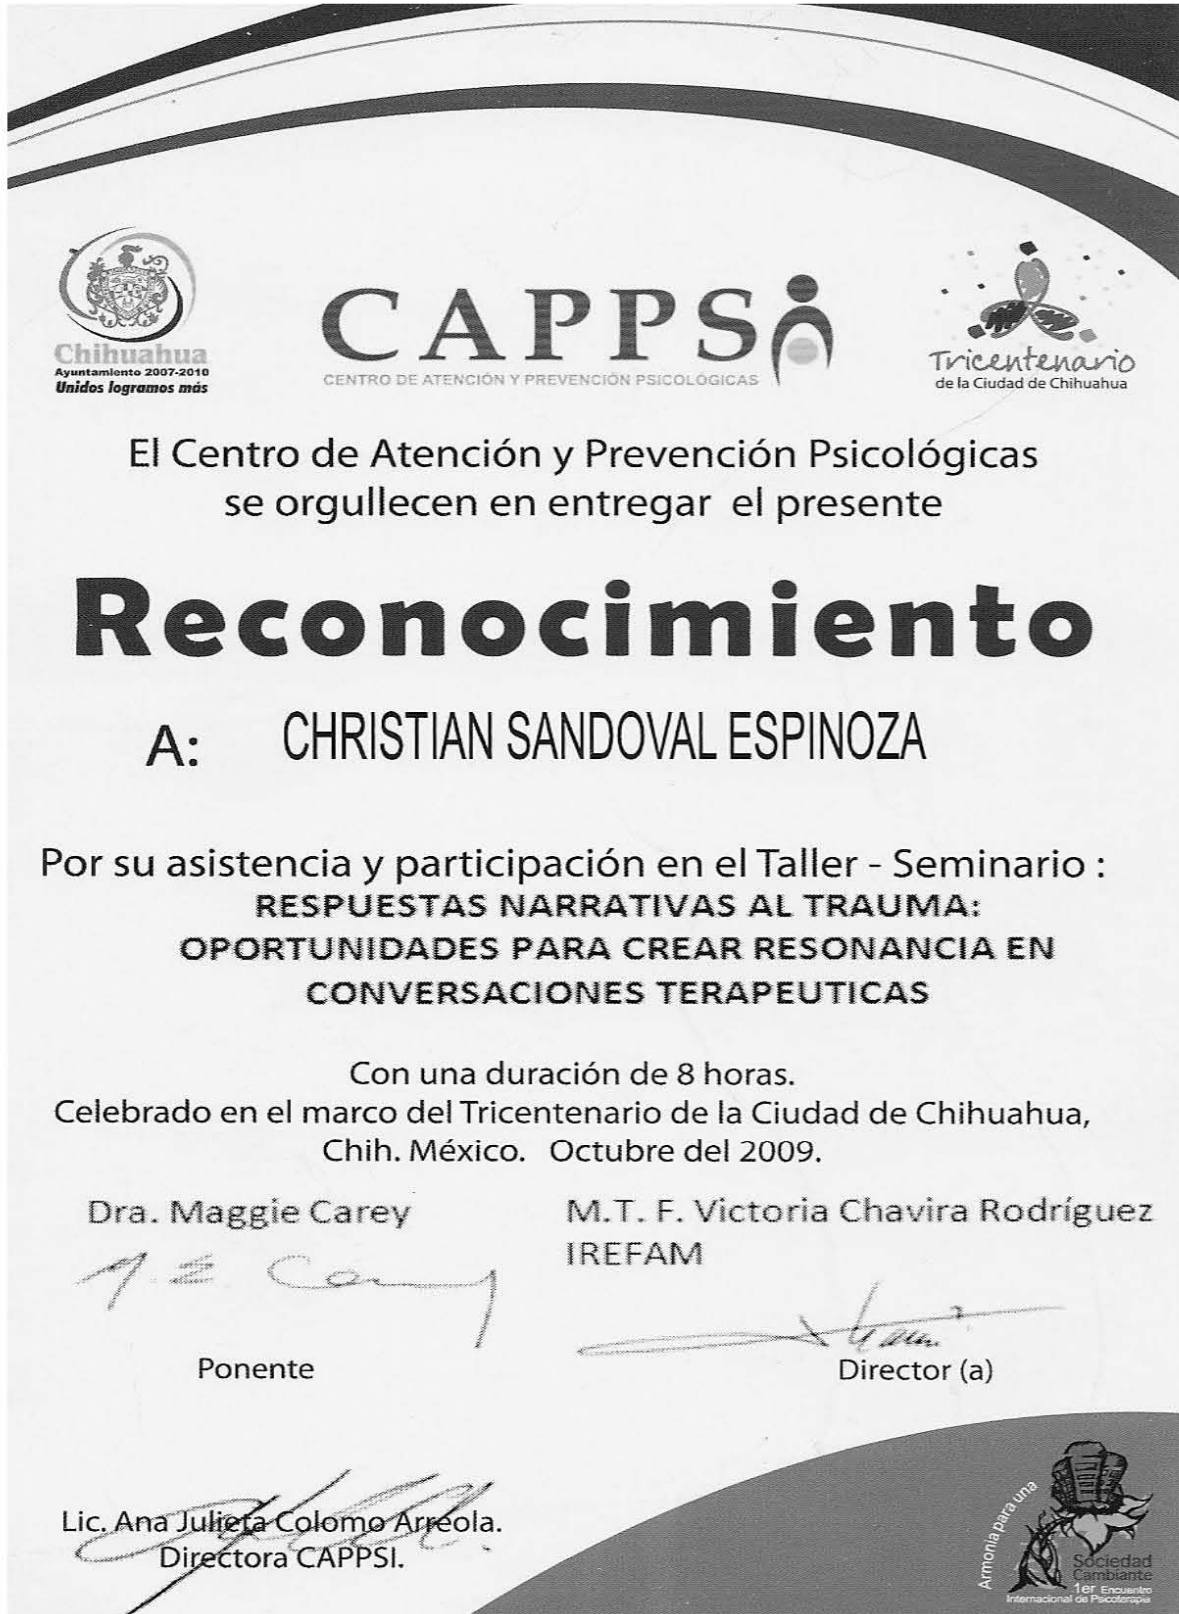 Chihuahua
Ayuntamiento 2007-2010
Unidos logramos más
CAPPSi
CENTRO DE ATENCIÓN Y PREVENCIÓN PSICOLÓGICAS
Tricentenario
de la Ciudad de Chihuahua
El Centro de Atención y Prevención Psicológicas
se orgullecen en entregar el presente
Reconocimiento
A: CHRISTIAN SANDOVAL ESPINOZA
Por su asistencia y participación en el Taller - Seminario :
RESPUESTAS NARRATIVAS AL TRAUMA:
OPORTUNIDADES PARA CREAR RESONANCIA EN
CONVERSACIONES TERAPEUTICAS
Con una duración de 8 horas.
Celebrado en el marco del Tricentenario de la Ciudad de Chihuahua,
Chih. México. Octubre del 2009.
Dra. Maggie Carey
M. E. Carey
Ponente
M.T. F. Victoria Chavira Rodríguez
IREFAM
Director (a)
Lic. Ana Julieta Colomo Arreola.
Directora CAPPSI.
Armonía para una
Sociedad
Cambiante
1er Encuentro
Internacional de Psicoterapia